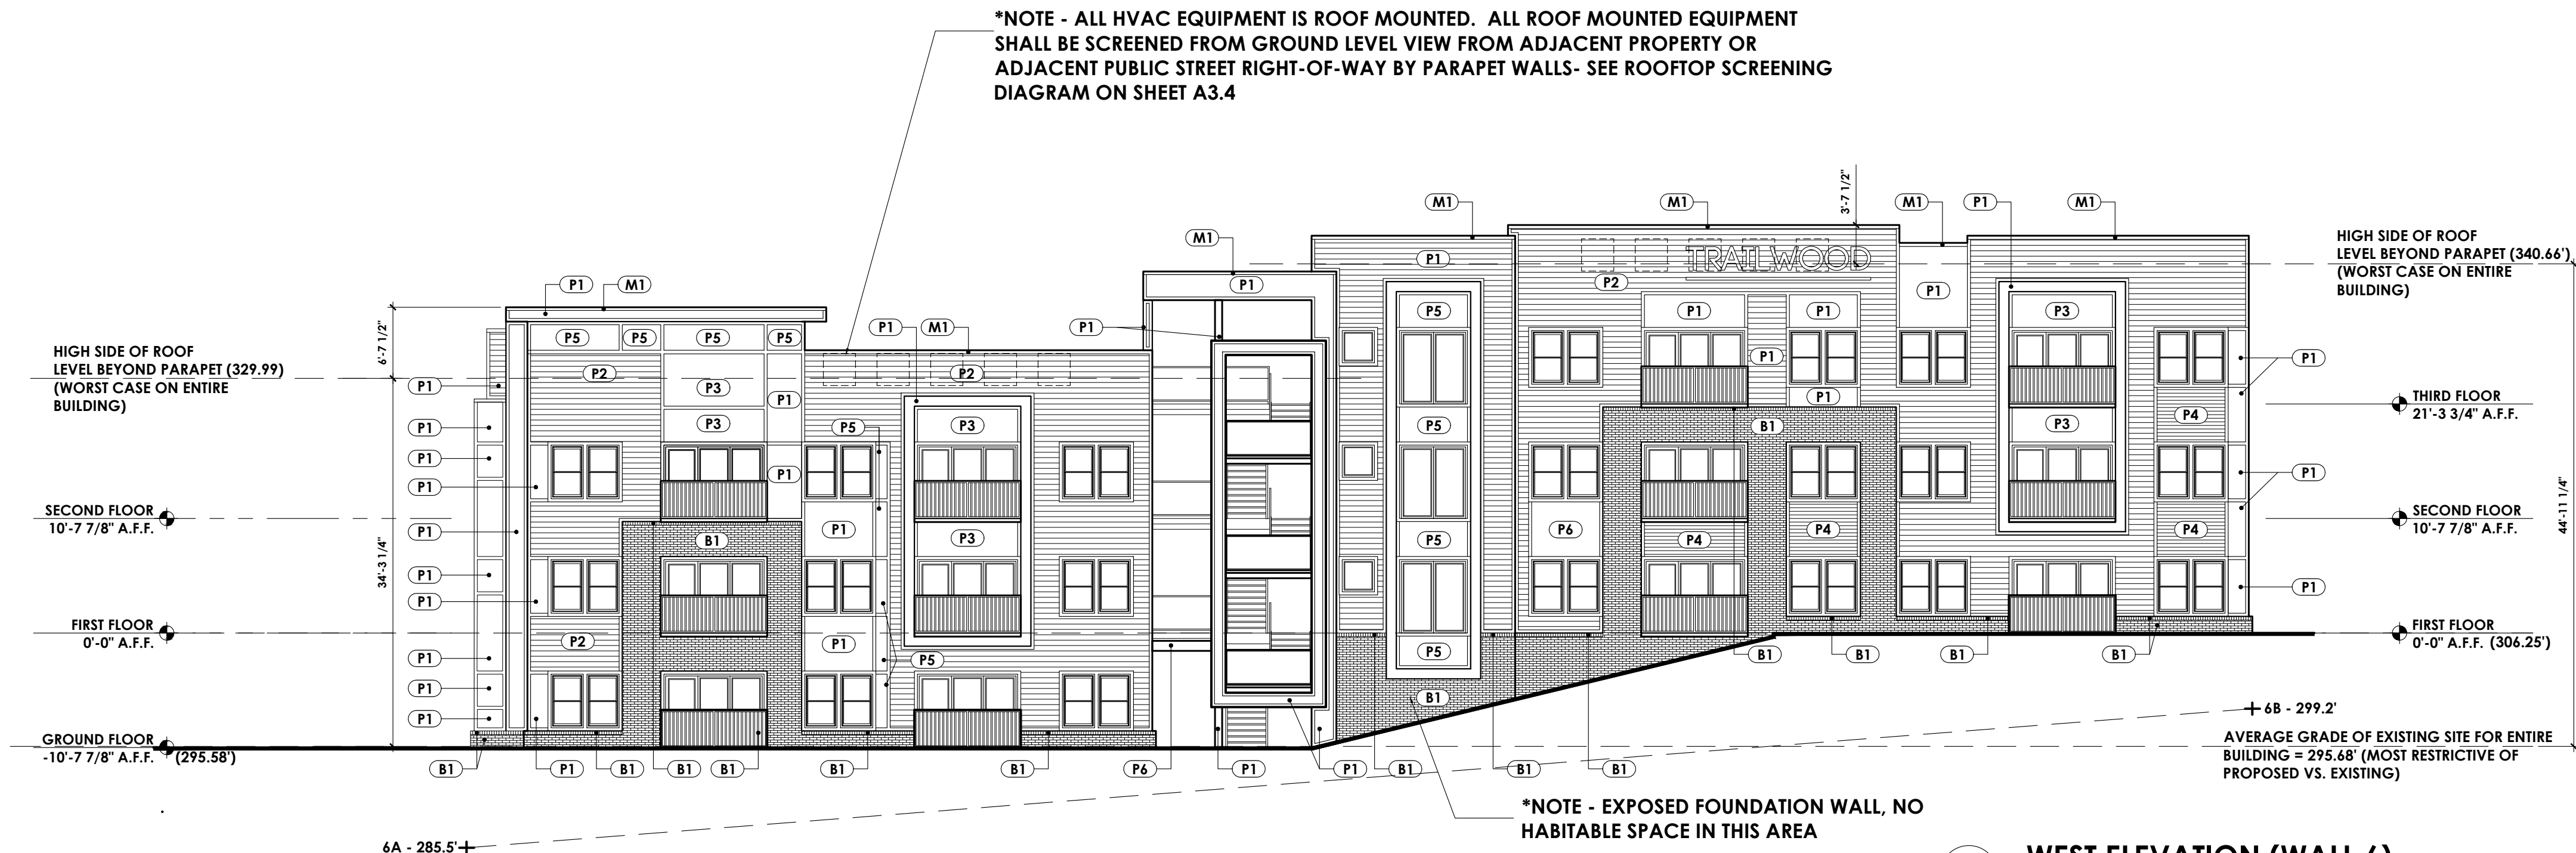 *NOTE - ALL HVAC EQUIPMENT IS ROOF MOUNTED. ALL ROOF MOUNTED EQUIPMENT
SHALL BE SCREENED FROM GROUND LEVEL VIEW FROM ADJACENT PROPERTY OR
ADJACENT PUBLIC STREET RIGHT-OF-WAY BY PARAPET WALLS- SEE ROOFTOP SCREENING
DIAGRAM ON SHEET A3.4
3'-7 1/2"
M1 M1 M1 P1 M1
M1
P1
TRAILWOOD
HIGH SIDE OF ROOF
LEVEL BEYOND PARAPET (340.66')
(WORST CASE ON ENTIRE
BUILDING)
P1 M1
P1
P2
P1
6'-7 1/2"
P1 M1 P1
P5 P5 P5 P5
P5 P1 P1 P3
HIGH SIDE OF ROOF
LEVEL BEYOND PARAPET (329.99)
(WORST CASE ON ENTIRE
BUILDING)
P2 P2
P1 P1
P1 P3
P1 P1
THIRD FLOOR
21'-3 3/4" A.F.F.
P4
P1 P3 P5 P3 P5 B1 P3
P1
P1 P1
P1
SECOND FLOOR
10'-7 7/8" A.F.F.
P1
P1
P6 P4 P4
SECOND FLOOR
10'-7 7/8" A.F.F.
44'-11 1/4"
34'-3 1/4"
B1 P3 P5 P4
P1
P1
P1
FIRST FLOOR
0'-0" A.F.F.
P2 P1
FIRST FLOOR
0'-0" A.F.F. (306.25')
P1 P5 P6 P5 B1 B1 B1 B1
P1 B1
P1
GROUND FLOOR
-10'-7 7/8" A.F.F. (295.58')
6B - 299.2'
B1 P1 B1 B1 B1 B1 B1 P6 P1 P1 B1 B1 B1
AVERAGE GRADE OF EXISTING SITE FOR ENTIRE
BUILDING = 295.68' (MOST RESTRICTIVE OF
PROPOSED VS. EXISTING)
*NOTE - EXPOSED FOUNDATION WALL, NO
HABITABLE SPACE IN THIS AREA
6A - 285.5'
WEST ELEVATION (WALL 6)